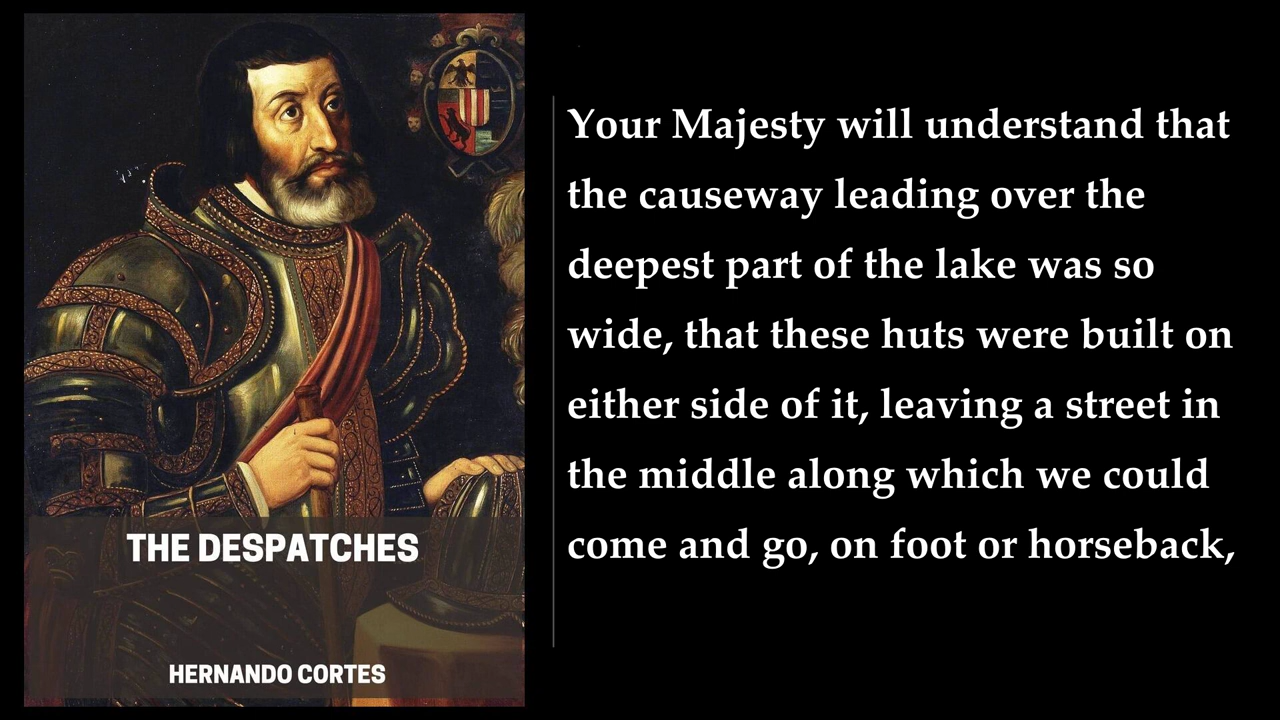 THE DESPATCHES
HERNANDO CORTES
Your Majesty will understand that
the causeway leading over the
deepest part of the lake was so
wide, that these huts were built on
either side of it, leaving a street in
the middle along which we could
come and go, on foot or horseback,